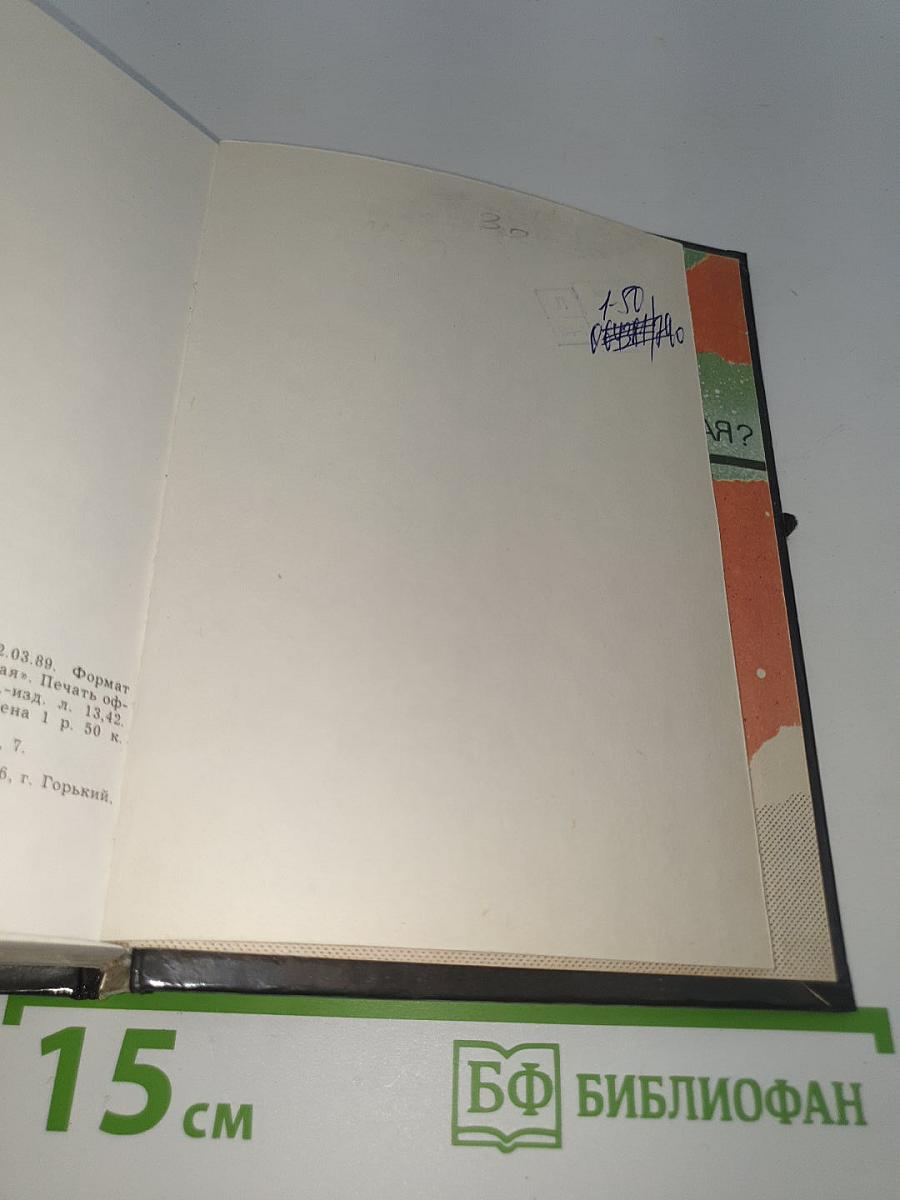 2.03.89. Формат
ая». Печать оф-
.-изд. л. 13,42.
ена 1 р. 50 к.
, 7.
6, г. Горький,
30
1-50
АЯ?
15 см
БФ БИБЛИОФАН